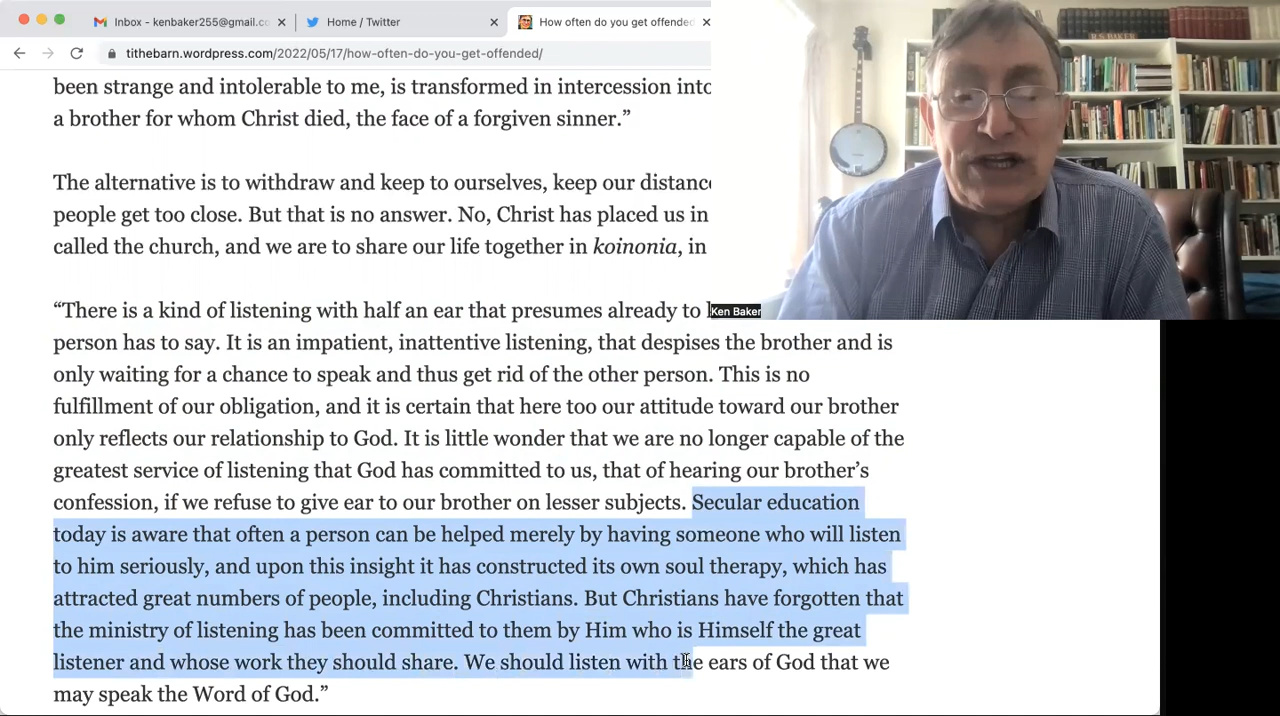 Inbox - kenbaker255@gmail.co
Home / Twitter
How often do you get offended
tithebarn.wordpress.com/2022/05/17/how-often-do-you-get-offended/
been strange and intolerable to me, is transformed in intercession into
a brother for whom Christ died, the face of a forgiven sinner.”
The alternative is to withdraw and keep to ourselves, keep our distance
people get too close. But that is no answer. No, Christ has placed us in
called the church, and we are to share our life together in koinonia, in
“There is a kind of listening with half an ear that presumes already to
Ken Baker
person has to say. It is an impatient, inattentive listening, that despises the brother and is
only waiting for a chance to speak and thus get rid of the other person. This is no
fulfillment of our obligation, and it is certain that here too our attitude toward our brother
only reflects our relationship to God. It is little wonder that we are no longer capable of the
greatest service of listening that God has committed to us, that of hearing our brother’s
confession, if we refuse to give ear to our brother on lesser subjects. Secular education
today is aware that often a person can be helped merely by having someone who will listen
to him seriously, and upon this insight it has constructed its own soul therapy, which has
attracted great numbers of people, including Christians. But Christians have forgotten that
the ministry of listening has been committed to them by Him who is Himself the great
listener and whose work they should share. We should listen with the ears of God that we
may speak the Word of God.”